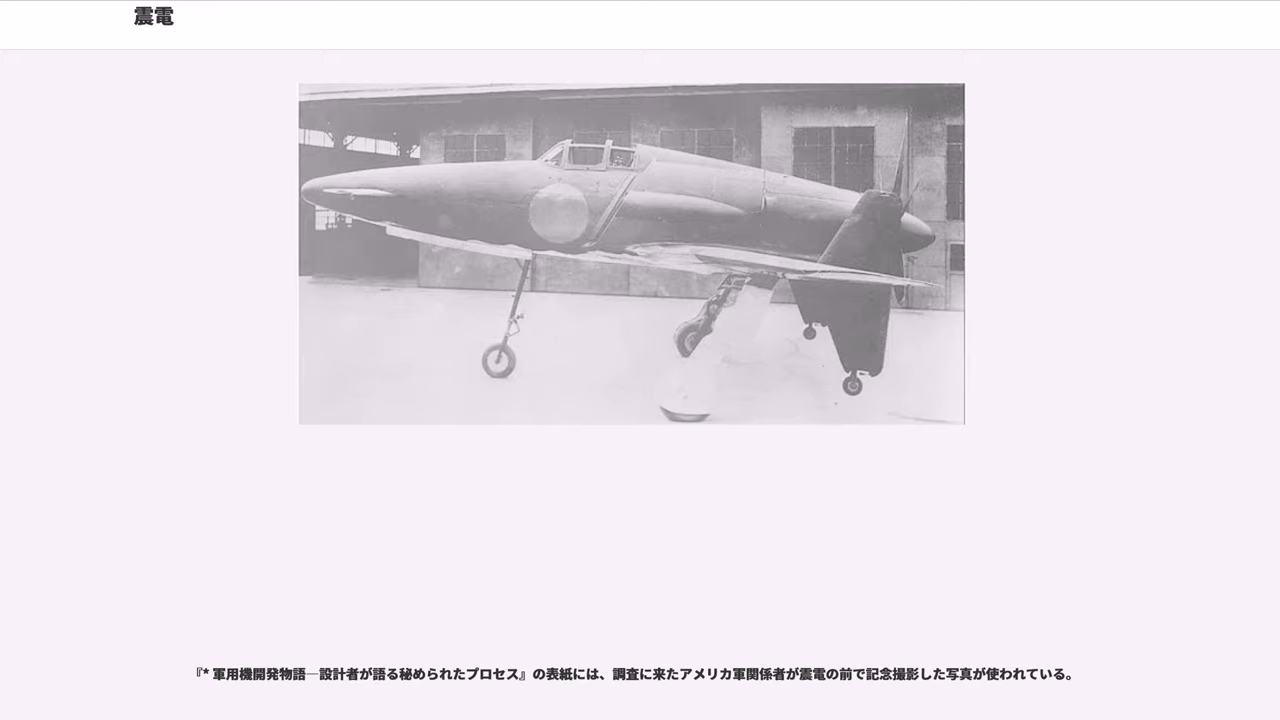 震電
『* 軍用機開発物語―設計者が語る秘められたプロセス』の表紙には、調査に来たアメリカ軍関係者が震電の前で記念撮影した写真が使われている。